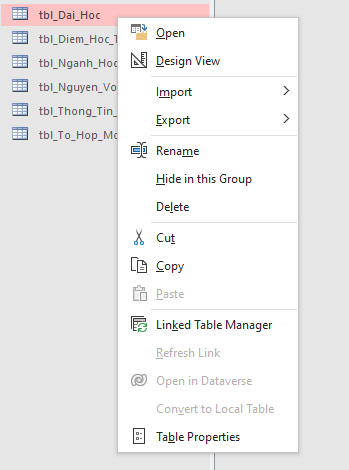 tbl_Dai_Hoc
tbl_Diem_Hoc_T
tbl_Nganh_Hoc
tbl_Nguyen_Vo
tbl_Thong_Tin_
tbl_To_Hop_Mo
Open
Design View
Import
Export
Rename
Hide in this Group
Delete
Cut
Copy
Paste
Linked Table Manager
Refresh Link
Open in Dataverse
Convert to Local Table
Table Properties